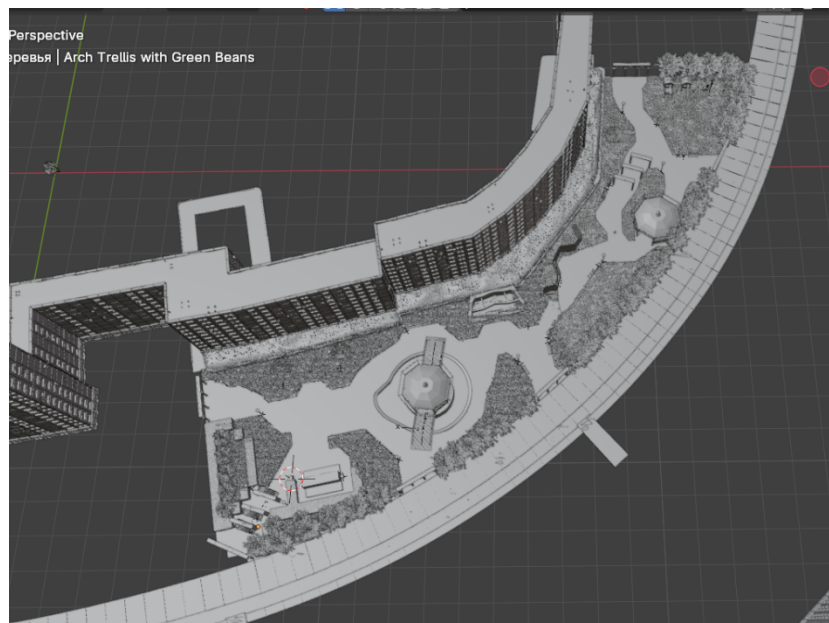 Perspective
еревья | Arch Trellis with Green Beans